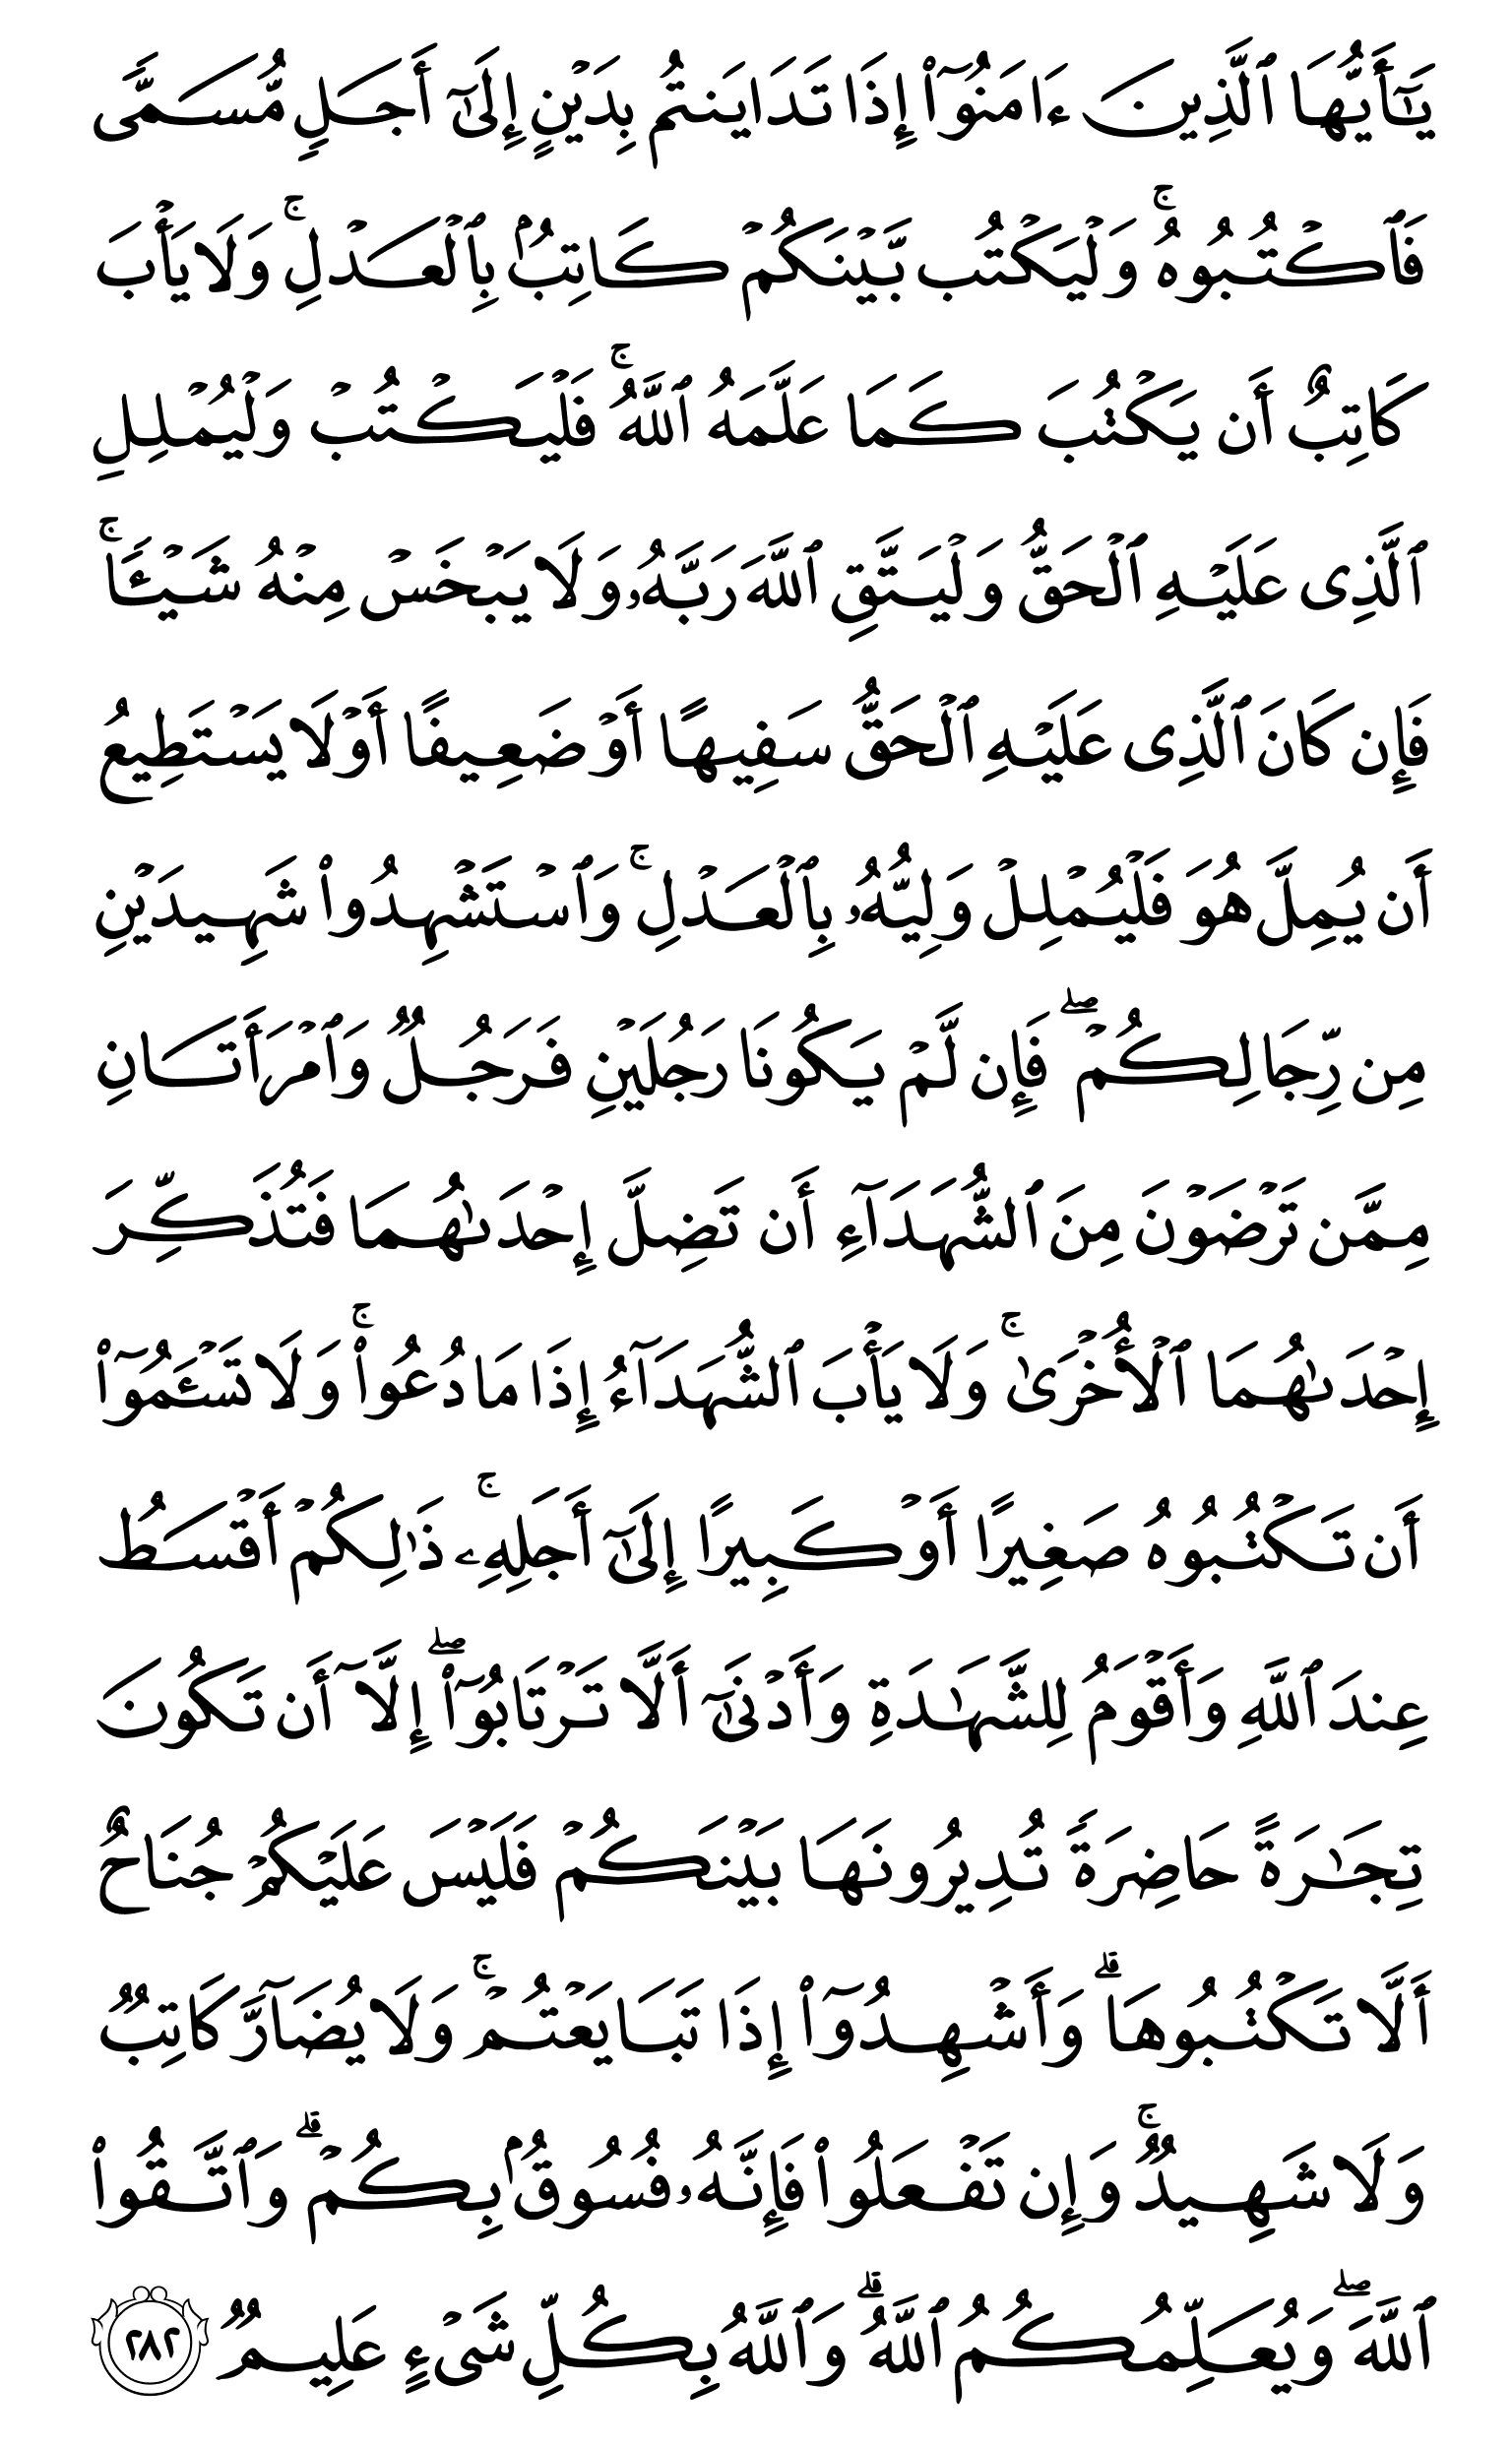 يَٰٓأَيُّهَا ٱلَّذِينَ ءَامَنُوٓا۟ إِذَا تَدَايَنتُم بِدَيْنٍ إِلَىٰٓ أَجَلٍ مُّسَمًّى
فَٱكْتُبُوهُ ۚ وَلْيَكْتُب بَّيْنَكُمْ كَاتِبٌۢ بِٱلْعَدْلِ ۚ وَلَا يَأْبَ
كَاتِبٌ أَن يَكْتُبَ كَمَا عَلَّمَهُ ٱللَّهُ ۚ فَلْيَكْتُبْ وَلْيُمْلِلِ
ٱلَّذِى عَلَيْهِ ٱلْحَقُّ وَلْيَتَّقِ ٱللَّهَ رَبَّهُۥ وَلَا يَبْخَسْ مِنْهُ شَيْـًٔا ۚ
فَإِن كَانَ ٱلَّذِى عَلَيْهِ ٱلْحَقُّ سَفِيهًا أَوْ ضَعِيفًا أَوْ لَا يَسْتَطِيعُ
أَن يُمِلَّ هُوَ فَلْيُمْلِلْ وَلِيُّهُۥ بِٱلْعَدْلِ ۚ وَٱسْتَشْهِدُوا۟ شَهِيدَيْنِ
مِن رِّجَالِكُمْ ۖ فَإِن لَّمْ يَكُونَا رَجُلَيْنِ فَرَجُلٌ وَٱمْرَأَتَانِ
مِمَّن تَرْضَوْنَ مِنَ ٱلشُّهَدَآءِ أَن تَضِلَّ إِحْدَىٰهُمَا فَتُذَكِّرَ
إِحْدَىٰهُمَا ٱلْأُخْرَىٰ ۚ وَلَا يَأْبَ ٱلشُّهَدَآءُ إِذَا مَا دُعُوا۟ ۚ وَلَا تَسْـَٔمُوٓا۟
أَن تَكْتُبُوهُ صَغِيرًا أَوْ كَبِيرًا إِلَىٰٓ أَجَلِهِۦ ۚ ذَٰلِكُمْ أَقْسَطُ
عِندَ ٱللَّهِ وَأَقْوَمُ لِلشَّهَٰدَةِ وَأَدْنَىٰٓ أَلَّا تَرْتَابُوٓا۟ ۖ إِلَّآ أَن تَكُونَ
تِجَٰرَةً حَاضِرَةً تُدِيرُونَهَا بَيْنَكُمْ فَلَيْسَ عَلَيْكُمْ جُنَاحٌ
أَلَّا تَكْتُبُوهَا ۗ وَأَشْهِدُوٓا۟ إِذَا تَبَايَعْتُمْ ۚ وَلَا يُضَآرَّ كَاتِبٌ
وَلَا شَهِيدٌ ۚ وَإِن تَفْعَلُوا۟ فَإِنَّهُۥ فُسُوقٌۢ بِكُمْ ۗ وَٱتَّقُوا۟
ٱللَّهَ ۖ وَيُعَلِّمُكُمُ ٱللَّهُ ۗ وَٱللَّهُ بِكُلِّ شَىْءٍ عَلِيمٌ ٢٨٢